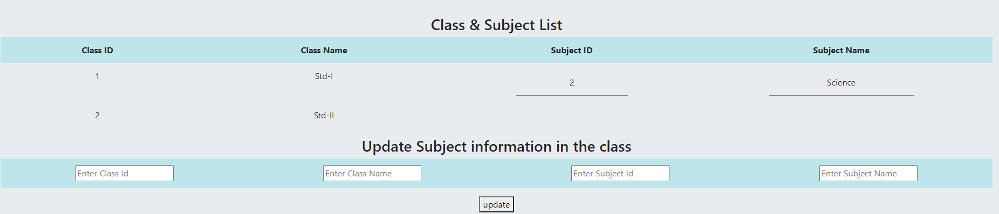 Class & Subject List
Class ID Class Name Subject ID Subject Name
1 Std-I 2 Science
2 Std-II
Update Subject information in the class
Enter Class Id Enter Class Name Enter Subject Id Enter Subject Name
update